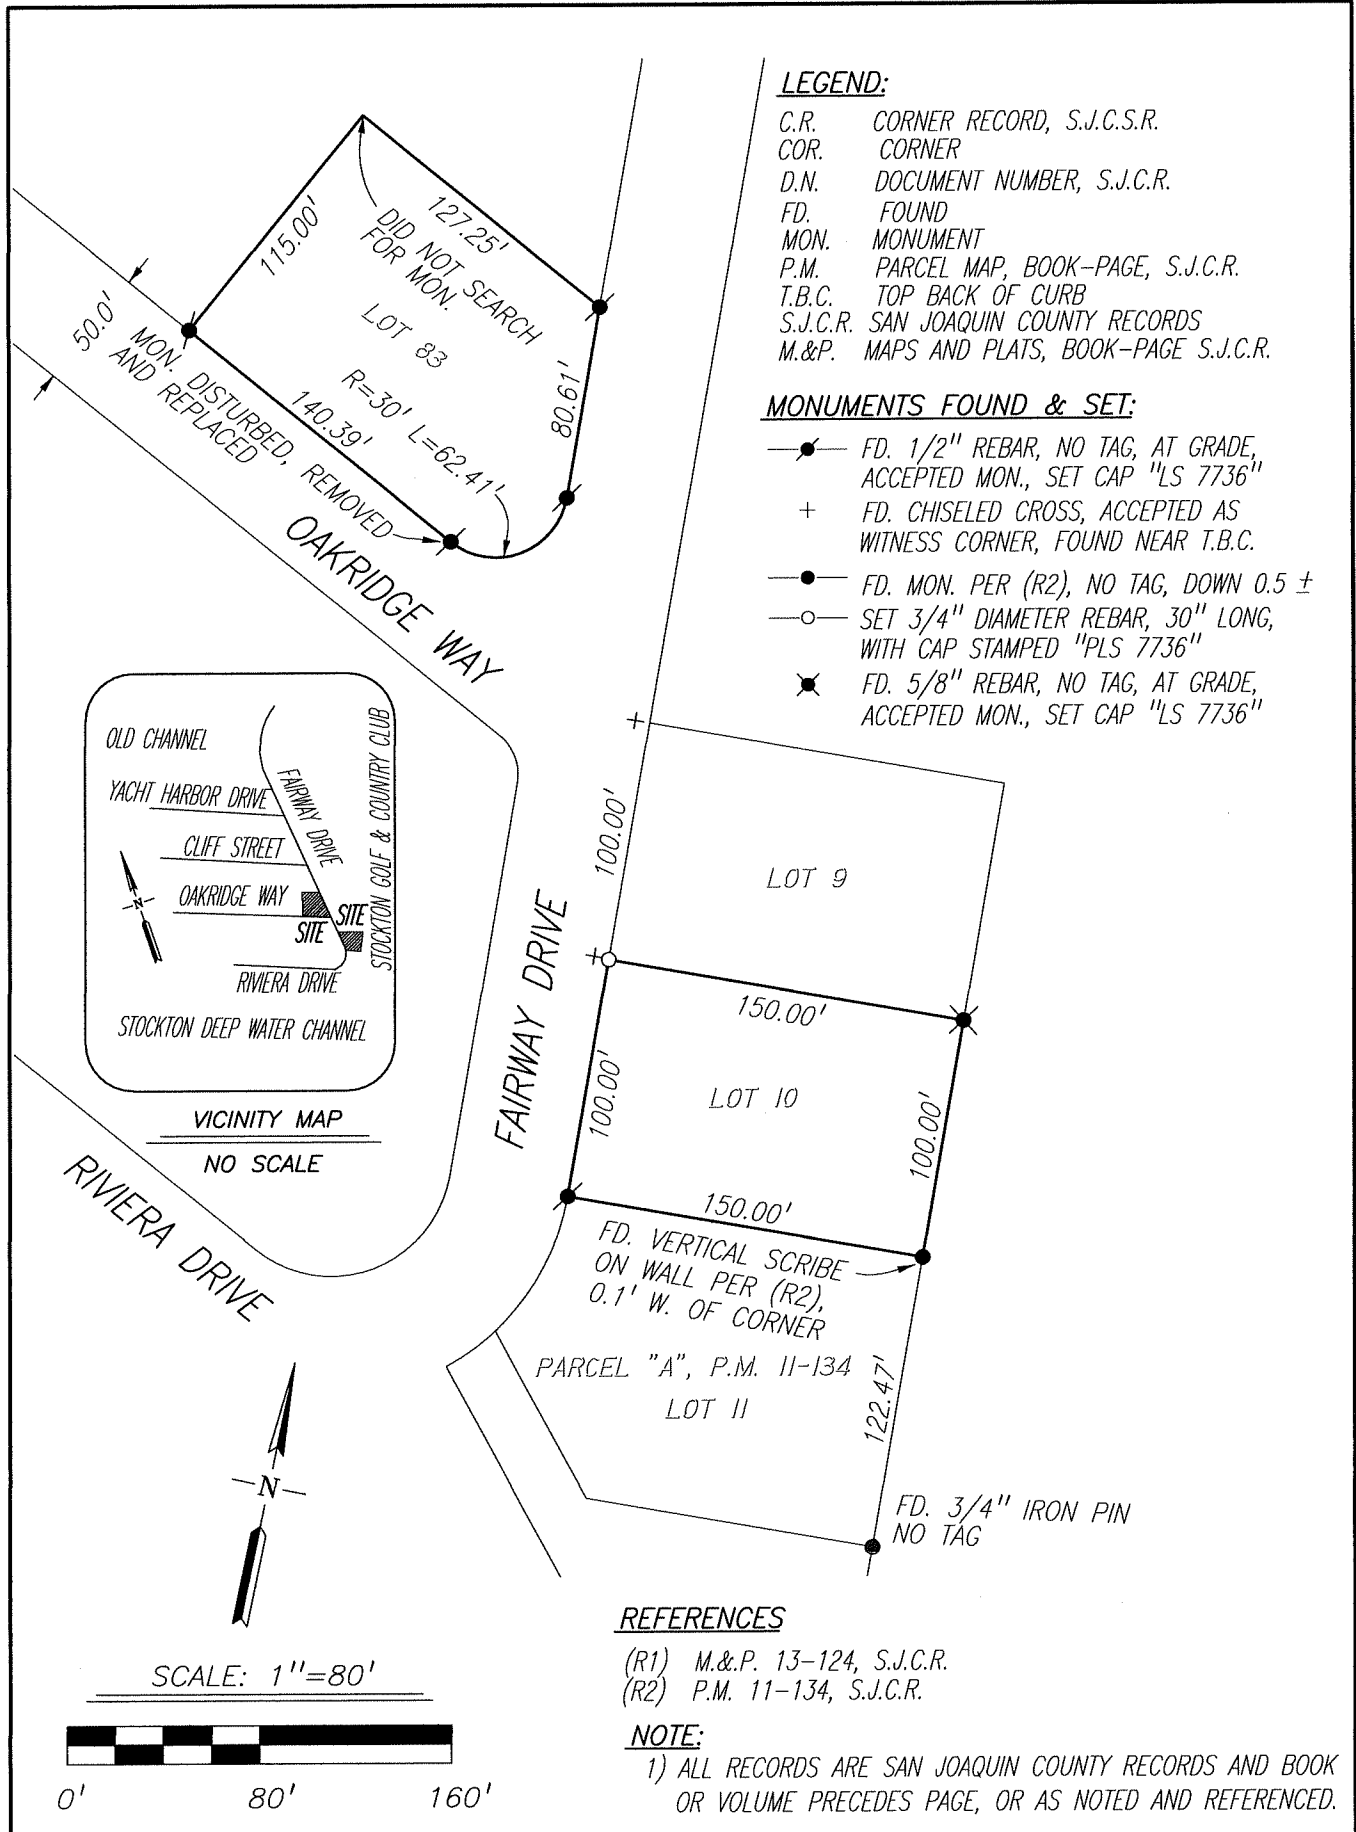 LEGEND:
C.R. CORNER RECORD, S.J.C.S.R.
COR. CORNER
D.N. DOCUMENT NUMBER, S.J.C.R.
FD. FOUND
MON. MONUMENT
P.M. PARCEL MAP, BOOK-PAGE, S.J.C.R.
T.B.C. TOP BACK OF CURB
S.J.C.R. SAN JOAQUIN COUNTY RECORDS
M.&P. MAPS AND PLATS, BOOK-PAGE S.J.C.R.
MONUMENTS FOUND & SET:
FD. 1/2" REBAR, NO TAG, AT GRADE,
ACCEPTED MON., SET CAP "LS 7736"
FD. CHISELED CROSS, ACCEPTED AS
WITNESS CORNER, FOUND NEAR T.B.C.
FD. MON. PER (R2), NO TAG, DOWN 0.5 ±
SET 3/4" DIAMETER REBAR, 30" LONG,
WITH CAP STAMPED "PLS 7736"
FD. 5/8" REBAR, NO TAG, AT GRADE,
ACCEPTED MON., SET CAP "LS 7736"
115.00'
127.25'
DID NOT SEARCH
FOR MON.
LOT 83
R=30' L=62.41'
140.39'
80.61'
50.0'
MON. DISTURBED, REMOVED
AND REPLACED
OAKRIDGE WAY
OLD CHANNEL
YACHT HARBOR DRIVE
FAIRWAY DRIVE
CLIFF STREET
OAKRIDGE WAY
STOCKTON GOLF & COUNTRY CLUB
N
SITE
SITE
RIVIERA DRIVE
STOCKTON DEEP WATER CHANNEL
VICINITY MAP
NO SCALE
100.00'
LOT 9
FAIRWAY DRIVE
150.00'
100.00'
LOT 10
100.00'
150.00'
FD. VERTICAL SCRIBE
ON WALL PER (R2),
0.1' W. OF CORNER
RIVIERA DRIVE
PARCEL "A", P.M. 11-134
LOT 11
122.47'
FD. 3/4" IRON PIN
NO TAG
N
REFERENCES
(R1) M.&P. 13-124, S.J.C.R.
(R2) P.M. 11-134, S.J.C.R.
SCALE: 1"=80'
0' 80' 160'
NOTE:
1) ALL RECORDS ARE SAN JOAQUIN COUNTY RECORDS AND BOOK
OR VOLUME PRECEDES PAGE, OR AS NOTED AND REFERENCED.